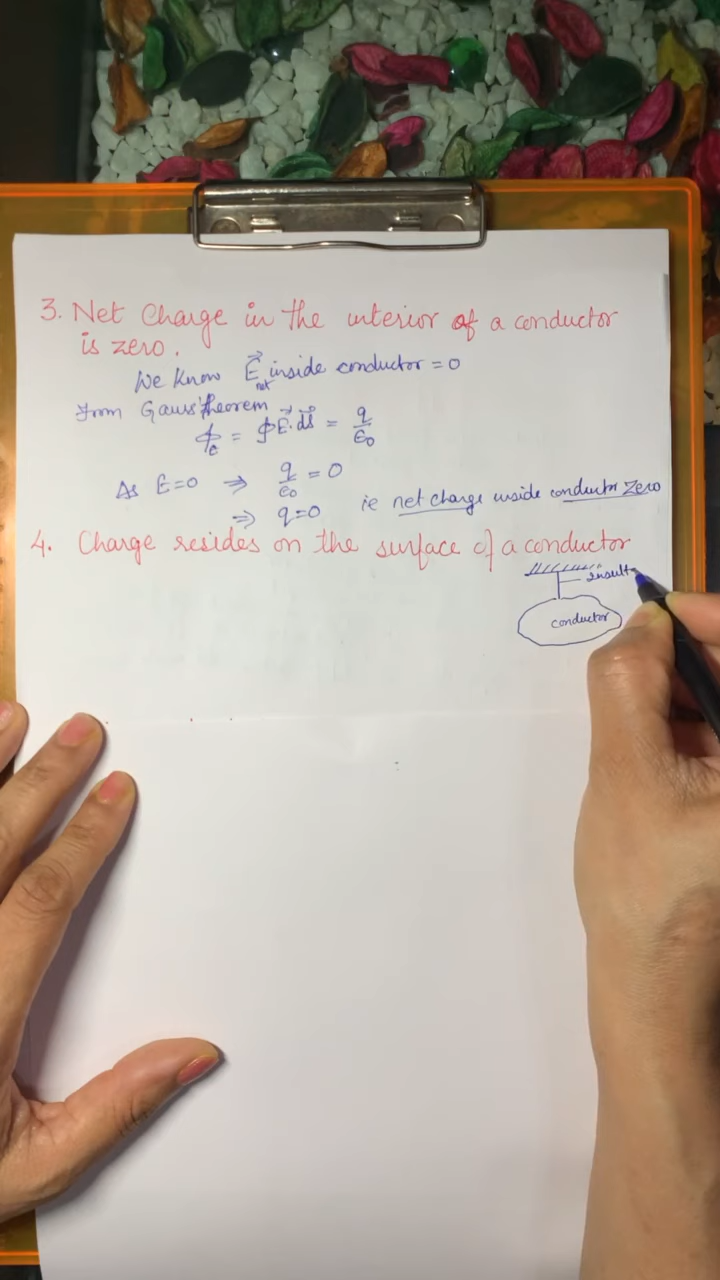 3. Net Charge in the interior of a conductor
is zero.
We know E⃗net inside conductor = 0
From Gauss theorem
ϕE = ∮E⃗.ds⃗ = q/ε0
As E=0 ⇒ q/ε0 = 0
⇒ q=0 ie net charge inside conductor zero
4. Charge resides on the surface of a conductor
insult
conductor